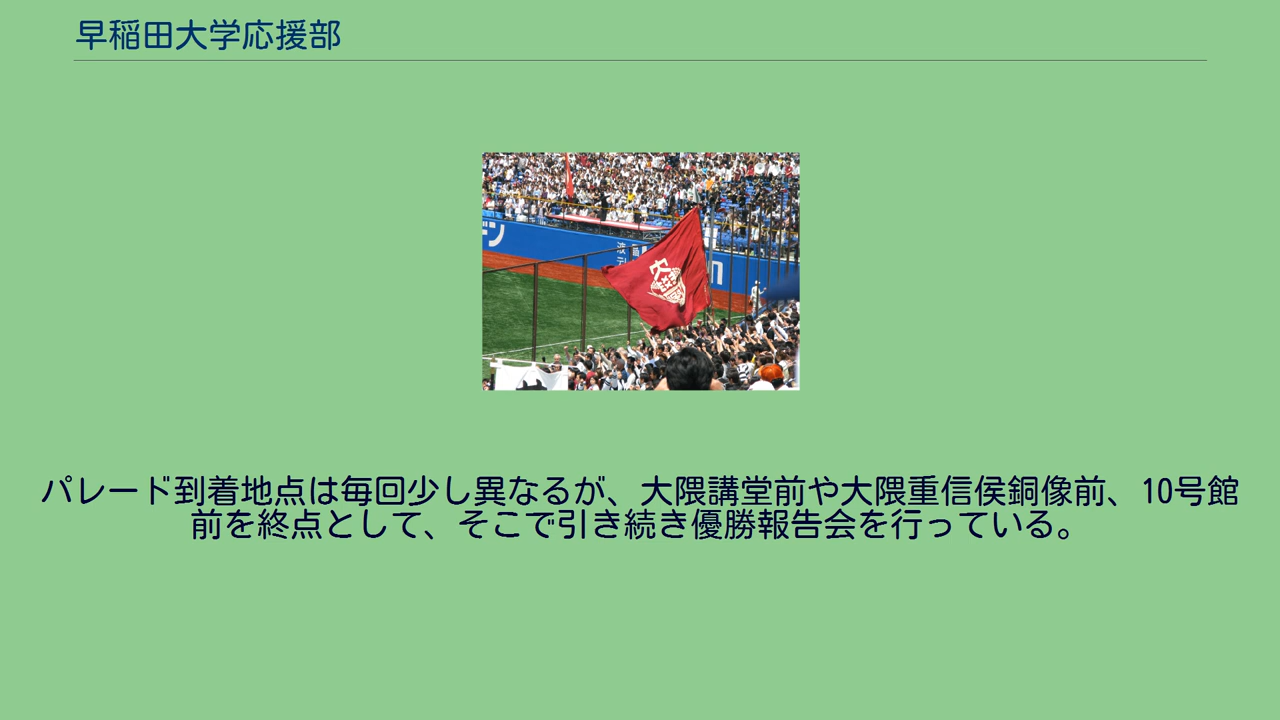 早稲田大学応援部
デン
大
パレード到着地点は毎回少し異なるが、大隈講堂前や大隈重信侯銅像前、10号館
前を終点として、そこで引き続き優勝報告会を行っている。